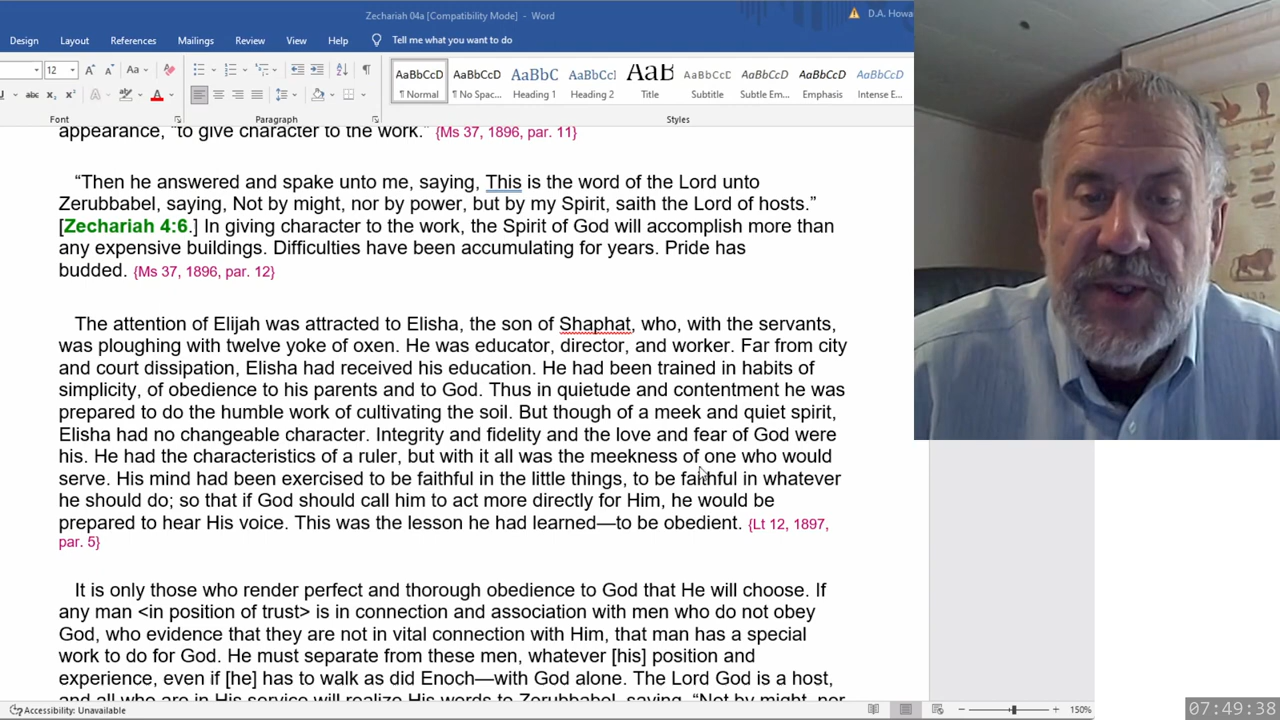 Zechariah 04a [Compatibility Mode] - Word
D.A. Howa
Design Layout References Mailings Review View Help Tell me what you want to do
12
AaBbCcD AaBbCcD AaBbC AaBbCc AaB AaBbCcD AaBbCcD AaBbCcD AaBbCcD
¶ Normal ¶ No Spac... Heading 1 Heading 2 Title Subtitle Subtle Em... Emphasis Intense E...
Font Paragraph Styles
appearance, “to give character to the work.” {Ms 37, 1896, par. 11}
“Then he answered and spake unto me, saying, This is the word of the Lord unto
Zerubbabel, saying, Not by might, nor by power, but by my Spirit, saith the Lord of hosts.”
[Zechariah 4:6.] In giving character to the work, the Spirit of God will accomplish more than
any expensive buildings. Difficulties have been accumulating for years. Pride has
budded. {Ms 37, 1896, par. 12}
The attention of Elijah was attracted to Elisha, the son of Shaphat, who, with the servants,
was ploughing with twelve yoke of oxen. He was educator, director, and worker. Far from city
and court dissipation, Elisha had received his education. He had been trained in habits of
simplicity, of obedience to his parents and to God. Thus in quietude and contentment he was
prepared to do the humble work of cultivating the soil. But though of a meek and quiet spirit,
Elisha had no changeable character. Integrity and fidelity and the love and fear of God were
his. He had the characteristics of a ruler, but with it all was the meekness of one who would
serve. His mind had been exercised to be faithful in the little things, to be faithful in whatever
he should do; so that if God should call him to act more directly for Him, he would be
prepared to hear His voice. This was the lesson he had learned—to be obedient. {Lt 12, 1897,
par. 5}
It is only those who render perfect and thorough obedience to God that He will choose. If
any man <in position of trust> is in connection and association with men who do not obey
God, who evidence that they are not in vital connection with Him, that man has a special
work to do for God. He must separate from these men, whatever [his] position and
experience, even if [he] has to walk as did Enoch—with God alone. The Lord God is a host,
and all who are in His service will realize His words to Zerubbabel, saying, “Not by might, nor
Accessibility: Unavailable
150%
07:49:38